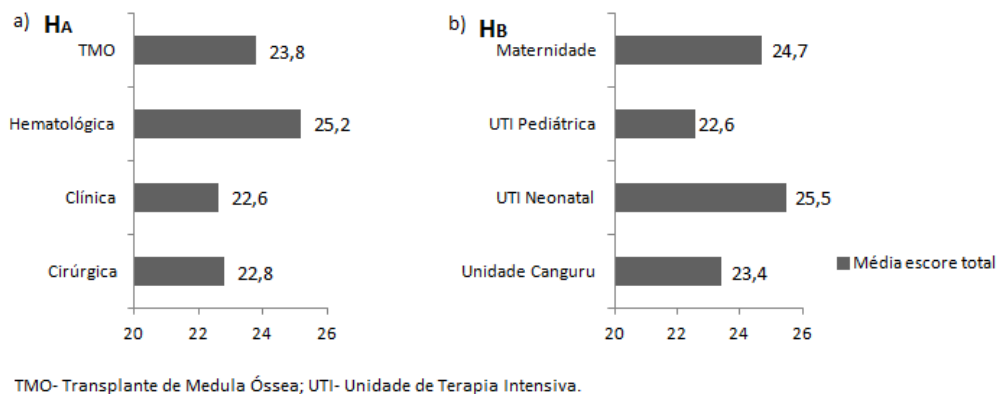 a) HA
TMO
23,8
Hematológica
25,2
Clínica
22,6
Cirúrgica
22,8
20 22 24 26
b) HB
Maternidade
24,7
UTI Pediátrica
22,6
UTI Neonatal
25,5
Unidade Canguru
23,4
20 22 24 26
Média escore total
TMO- Transplante de Medula Óssea; UTI- Unidade de Terapia Intensiva.